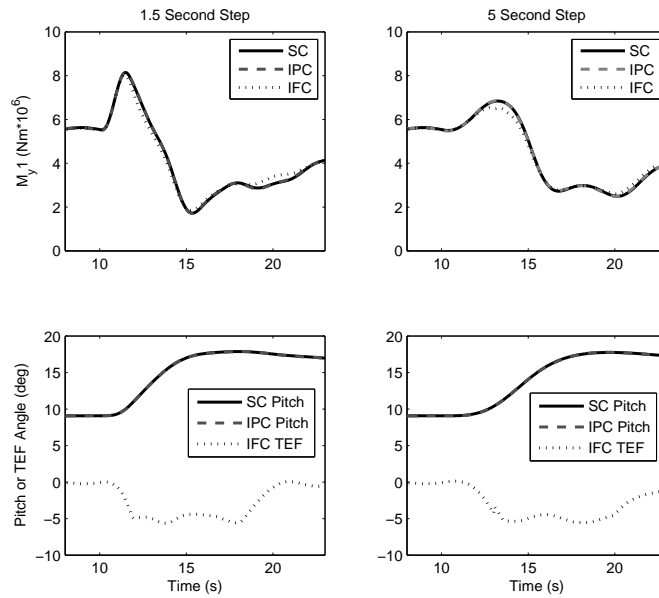 1.5 Second Step
5 Second Step
10
8
6
4
2
0
M_y1 (Nm*10^6)
SC
IPC
IFC
10 15 20
10
8
6
4
2
0
SC
IPC
IFC
10 15 20
20
15
10
5
0
−5
−10
Pitch or TEF Angle (deg)
SC Pitch
IPC Pitch
IFC TEF
10 15 20
Time (s)
20
15
10
5
0
−5
−10
SC Pitch
IPC Pitch
IFC TEF
10 15 20
Time (s)